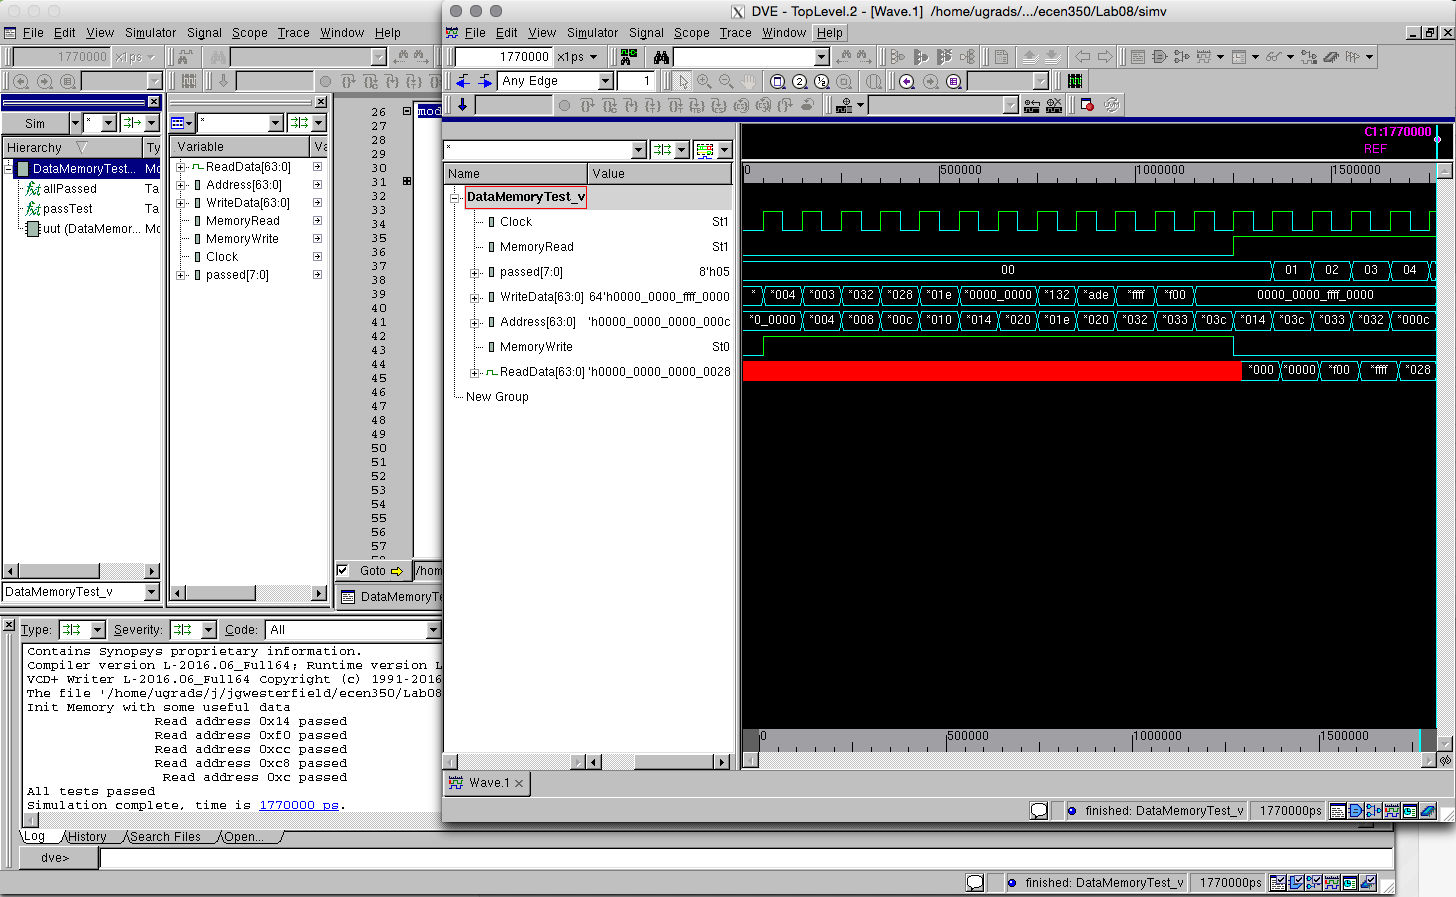 DVE - TopLevel.2 - [Wave.1]  /home/ugrads/.../ecen350/Lab08/simv
File Edit View Simulator Signal Scope Trace Window Help
File Edit View Simulator Signal Scope Trace Window Help
1770000 x1ps
1770000 x1ps
Any Edge 1
Sim *
*
*
Hierarchy Ty
DataMemoryTest... Mo
allPassed Ta
passTest Ta
uut (DataMemor... Mo
DataMemoryTest_v
Variable Va
ReadData[63:0]
Address[63:0]
WriteData[63:0]
MemoryRead
MemoryWrite
Clock
passed[7:0]
26 mod
27
28
29
30
31
32
33
34
35
36
37
38
39
40
41
42
43
44
45
46
47
48
49
50
51
52
53
54
55
56
57
Goto /hom
DataMemoryTe
Name Value
DataMemoryTest_v
Clock St1
MemoryRead St1
passed[7:0] 8'h05
WriteData[63:0] 64'h0000_0000_ffff_0000
Address[63:0] 'h0000_0000_0000_000c
MemoryWrite St0
ReadData[63:0] 'h0000_0000_0000_0028
New Group
C1:1770000
REF
0 500000 1000000 1500000
00 01 02 03 04
* *004 *003 *032 *028 *01e *0000_0000 *132 *ade *ffff *f00 0000_0000_ffff_0000
*0_0000 *004 *008 *00c *010 *014 *020 *01e *020 *032 *033 *03c *014 *03c *033 *032 *000c
*000 *0000 *f00 *ffff *028
0 500000 1000000 1500000
Wave.1
finished: DataMemoryTest_v 1770000ps
Type: Severity: Code: All
Contains Synopsys proprietary information.
Compiler version L-2016.06_Full64; Runtime version L
VCD+ Writer L-2016.06_Full64 Copyright (c) 1991-2016
The file '/home/ugrads/j/jgwesterfield/ecen350/Lab08
Init Memory with some useful data
Read address 0x14 passed
Read address 0xf0 passed
Read address 0xcc passed
Read address 0xc8 passed
Read address 0xc passed
All tests passed
Simulation complete, time is 1770000 ps.
Log History Search Files Open...
dve>
finished: DataMemoryTest_v 1770000ps